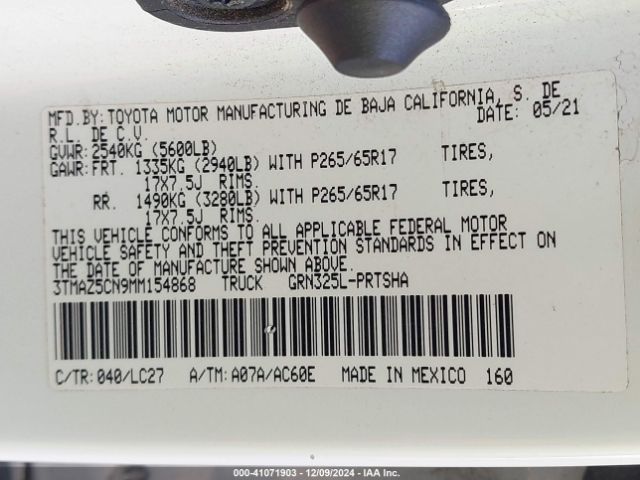 MFD.BY: TOYOTA MOTOR MANUFACTURING DE BAJA CALIFORNIA, S. DE
R.L. DE C.V. DATE: 05/21
GVWR: 2540KG (5600LB)
GAWR: FRT. 1335KG (2940LB) WITH P265/65R17 TIRES,
17X7.5J RIMS.
RR. 1490KG (3280LB) WITH P265/65R17 TIRES,
17X7.5J RIMS.
THIS VEHICLE CONFORMS TO ALL APPLICABLE FEDERAL MOTOR
VEHICLE SAFETY AND THEFT PREVENTION STANDARDS IN EFFECT ON
THE DATE OF MANUFACTURE SHOWN ABOVE.
3TMAZ5CN9MM154868 TRUCK GRN325L-PRTSHA
C/TR: 040/LC27 A/TM: A07A/AC60E MADE IN MEXICO 160
000-41071903 - 12/09/2024 - IAA Inc.